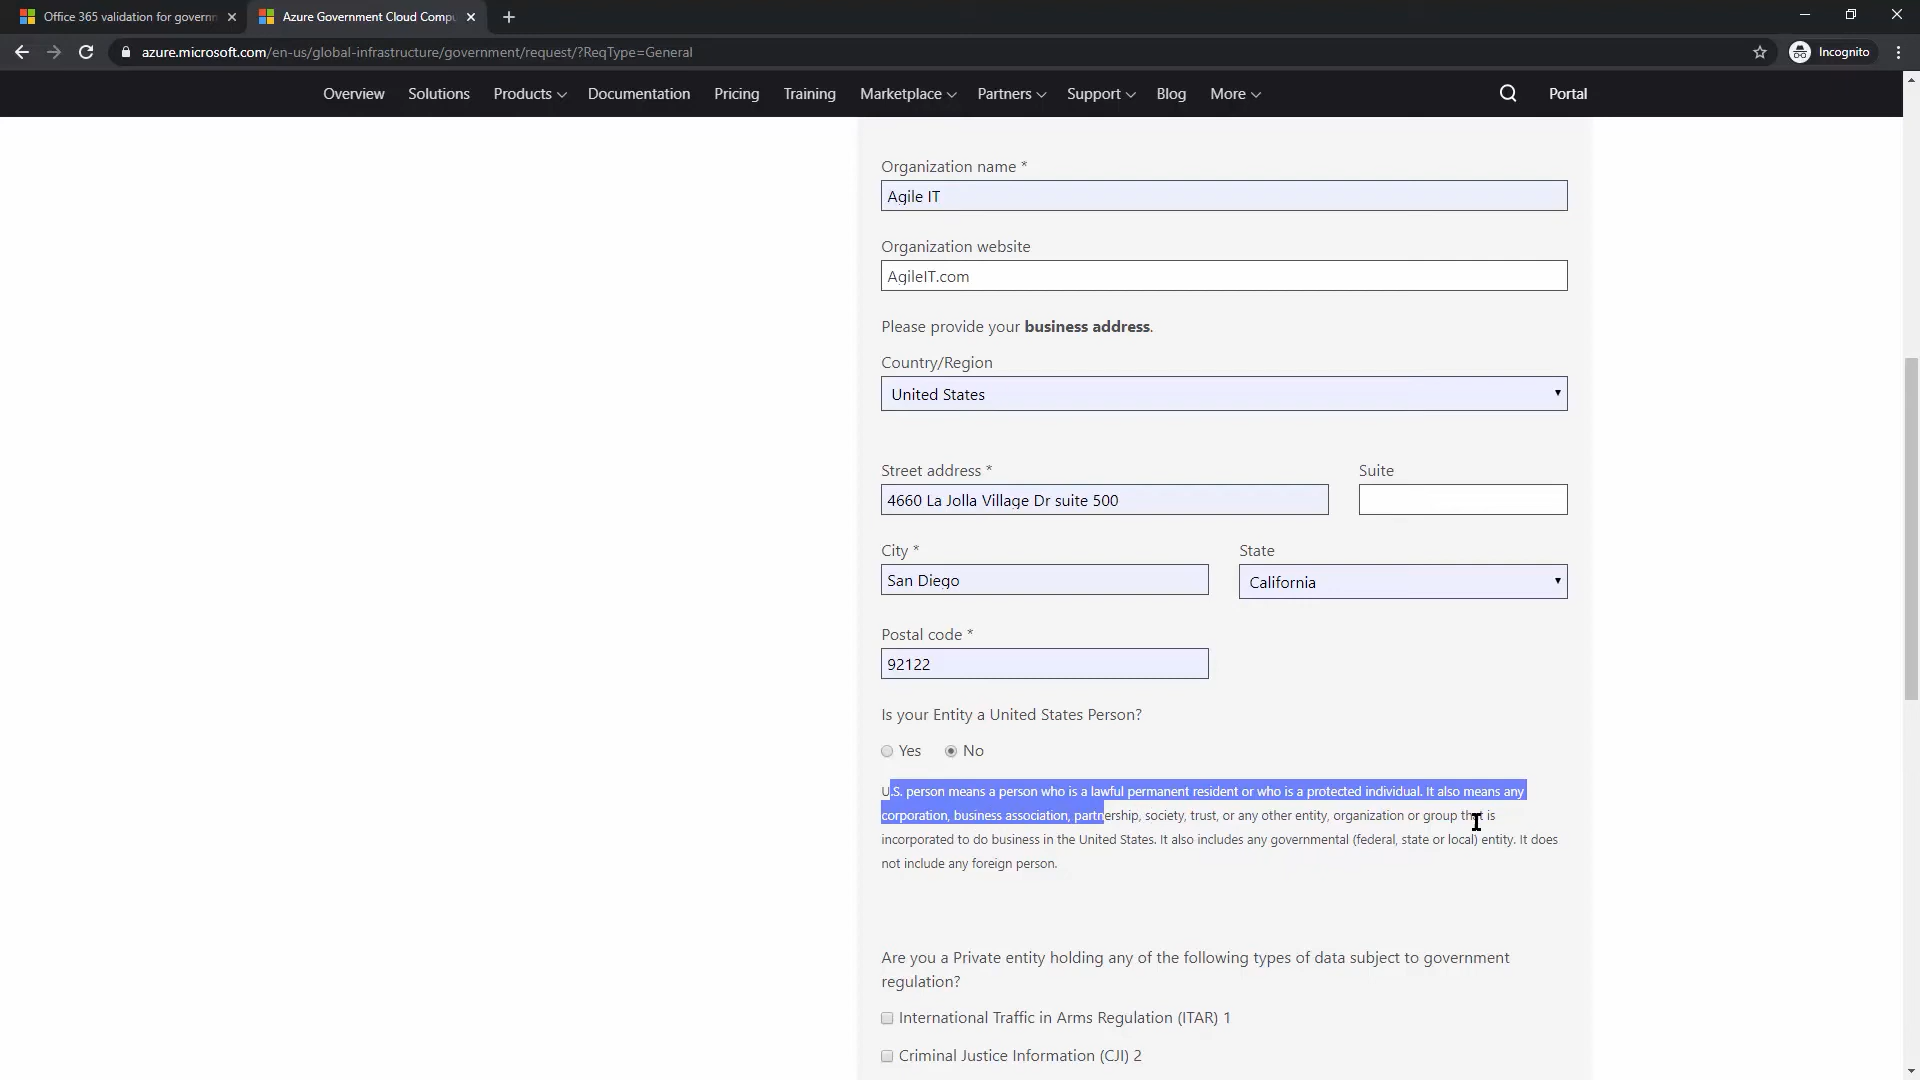 Office 365 validation for governm
Azure Government Cloud Compu
azure.microsoft.com/en-us/global-infrastructure/government/request/?ReqType=General
Incognito
Overview Solutions Products Documentation Pricing Training Marketplace Partners Support Blog More Portal
Organization name *
Agile IT
Organization website
AgileIT.com
Please provide your business address.
Country/Region
United States
Street address * Suite
4660 La Jolla Village Dr suite 500
City * State
San Diego California
Postal code *
92122
Is your Entity a United States Person?
Yes No
U.S. person means a person who is a lawful permanent resident or who is a protected individual. It also means any
corporation, business association, partnership, society, trust, or any other entity, organization or group that is
incorporated to do business in the United States. It also includes any governmental (federal, state or local) entity. It does
not include any foreign person.
Are you a Private entity holding any of the following types of data subject to government
regulation?
International Traffic in Arms Regulation (ITAR) 1
Criminal Justice Information (CJI) 2